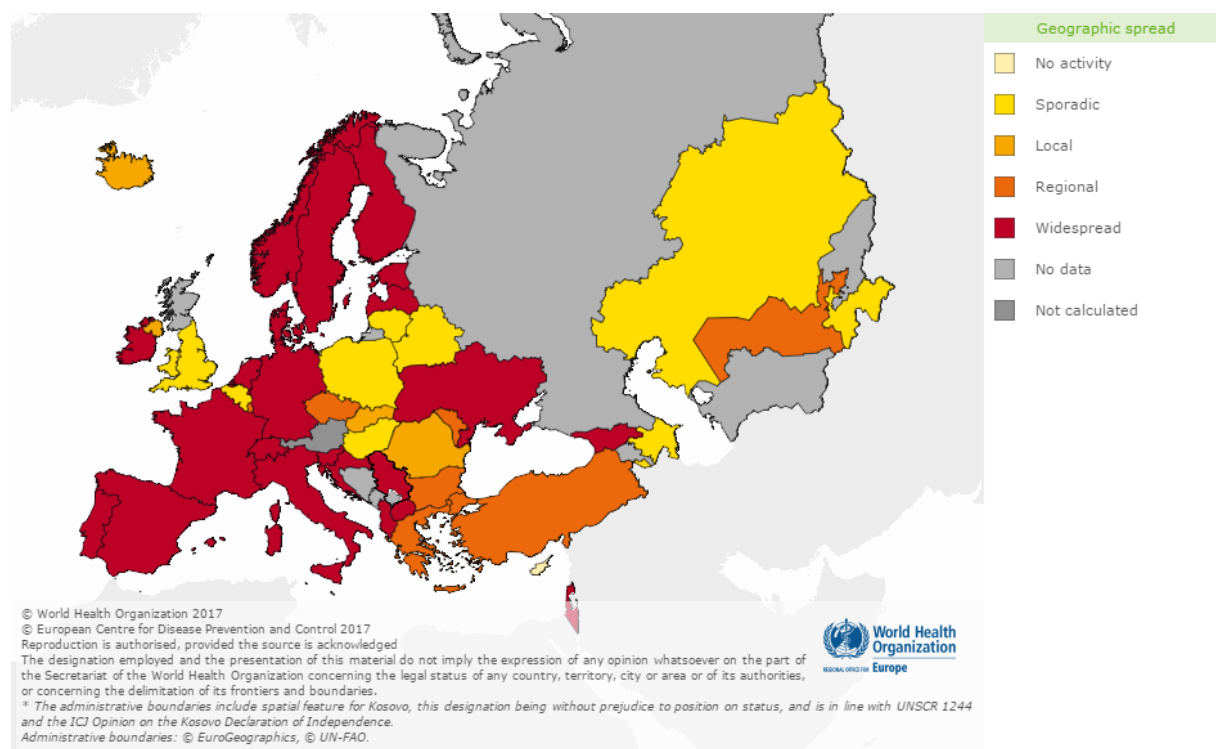 Geographic spread
No activity
Sporadic
Local
Regional
Widespread
No data
Not calculated
© World Health Organization 2017
© European Centre for Disease Prevention and Control 2017
Reproduction is authorised, provided the source is acknowledged
The designation employed and the presentation of this material do not imply the expression of any opinion whatsoever on the part of
the Secretariat of the World Health Organization concerning the legal status of any country, territory, city or area or of its authorities,
or concerning the delimitation of its frontiers and boundaries.
* The administrative boundaries include spatial feature for Kosovo, this designation being without prejudice to position on status, and is in line with UNSCR 1244
and the ICJ Opinion on the Kosovo Declaration of Independence.
Administrative boundaries: © EuroGeographics, © UN-FAO.
World Health
Organization
REGIONAL OFFICE FOR Europe